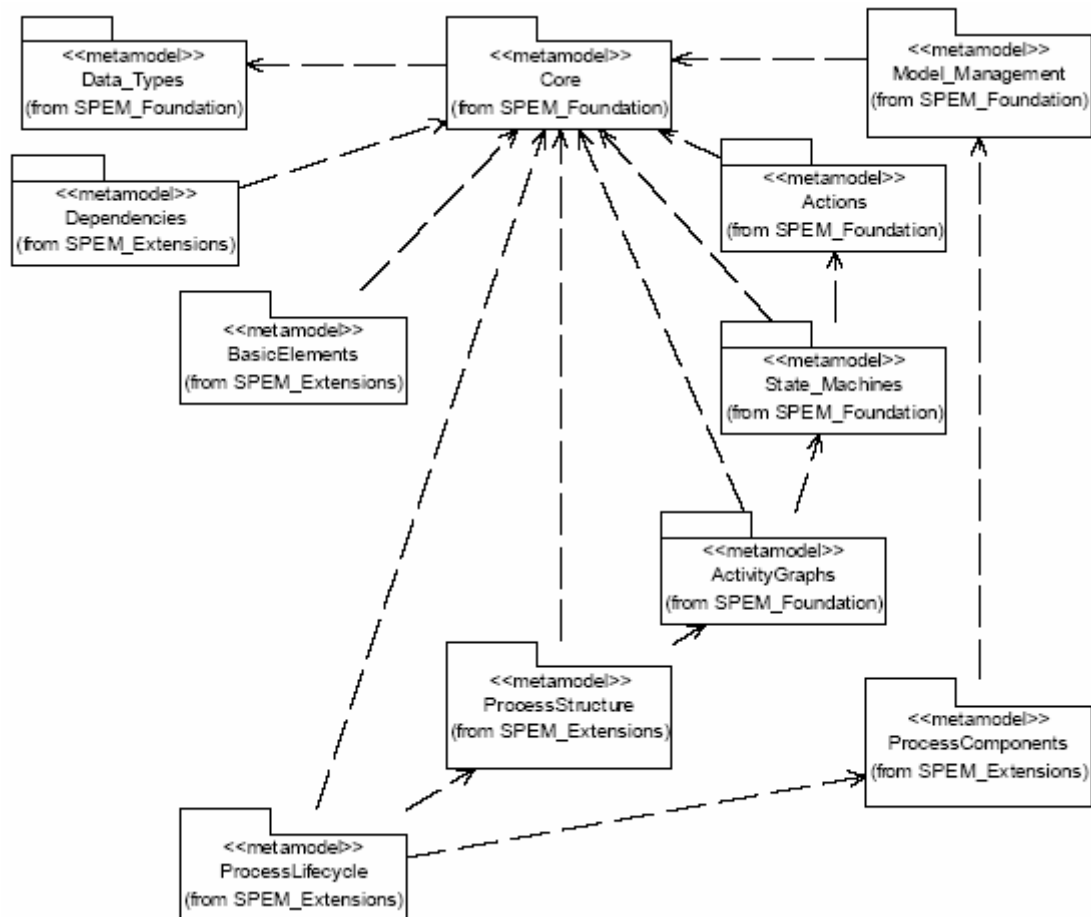 <<metamodel>>
Data_Types
(from SPEM_Foundation)
<<metamodel>>
Core
(from SPEM_Foundation)
<<metamodel>>
Model_Management
(from SPEM_Foundation)
<<metamodel>>
Dependencies
(from SPEM_Extensions)
<<metamodel>>
Actions
(from SPEM_Foundation)
<<metamodel>>
BasicElements
(from SPEM_Extensions)
<<metamodel>>
State_Machines
(from SPEM_Foundation)
<<metamodel>>
ActivityGraphs
(from SPEM_Foundation)
<<metamodel>>
ProcessStructure
(from SPEM_Extensions)
<<metamodel>>
ProcessComponents
(from SPEM_Extensions)
<<metamodel>>
ProcessLifecycle
(from SPEM_Extensions)